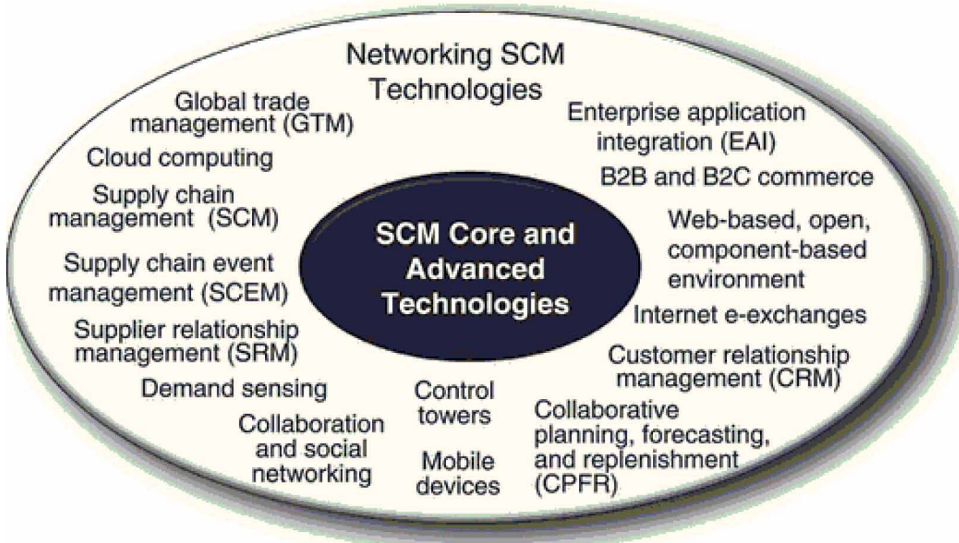 Networking SCM
Technologies
Global trade
management (GTM)
Cloud computing
Supply chain
management (SCM)
Supply chain event
management (SCEM)
Supplier relationship
management (SRM)
Demand sensing
Collaboration
and social
networking
Control
towers
Mobile
devices
Enterprise application
integration (EAI)
B2B and B2C commerce
Web-based, open,
component-based
environment
Internet e-exchanges
Customer relationship
management (CRM)
Collaborative
planning, forecasting,
and replenishment
(CPFR)
SCM Core and
Advanced
Technologies